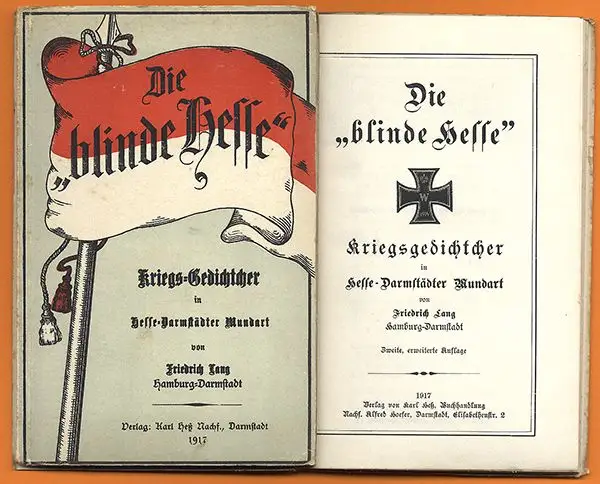 Die
„blinde Hesse"
Kriegs=Gedichtcher
in
Hesse=Darmstädter Mundart
von
Friedrich Lang
Hamburg=Darmstadt
Verlag: Karl Heß Nachf., Darmstadt
1917
Die
„blinde Hesse"
W
Kriegsgedichtcher
in
Hesse-Darmstädter Mundart
von
Friedrich Lang
Hamburg-Darmstadt
Zweite, erweiterte Auflage
1917
Verlag von Karl Heß, Buchhandlung
Nachf. Alfred Hoefer, Darmstadt, Elisabethenstr. 2